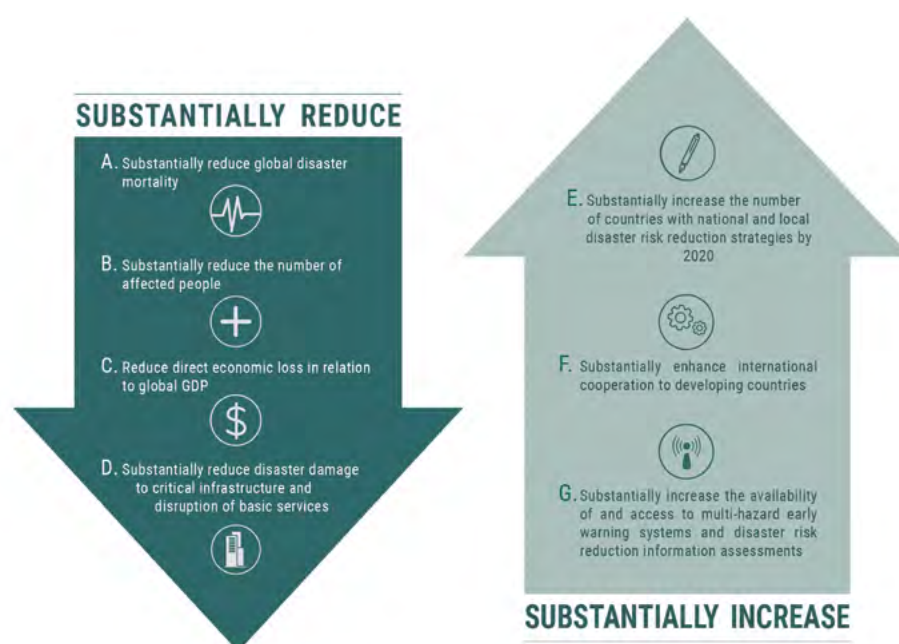 SUBSTANTIALLY REDUCE
A. Substantially reduce global disaster
mortality
B. Substantially reduce the number of
affected people
C. Reduce direct economic loss in relation
to global GDP
$
D. Substantially reduce disaster damage
to critical infrastructure and
disruption of basic services
E. Substantially increase the number
of countries with national and local
disaster risk reduction strategies by
2020
F. Substantially enhance international
cooperation to developing countries
G. Substantially increase the availability
of and access to multi-hazard early
warning systems and disaster risk
reduction information assessments
SUBSTANTIALLY INCREASE